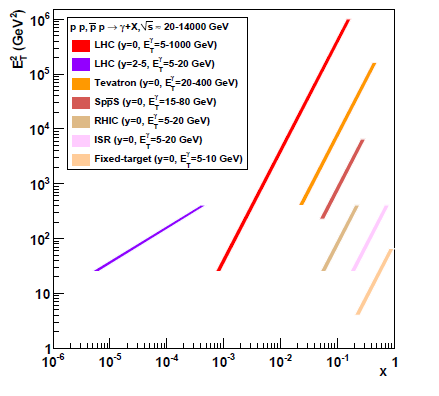 p p, p̅ p → γ+X,√s ≈ 20-14000 GeV
LHC (y=0, E_T^γ=5-1000 GeV)
LHC (y=2-5, E_T^γ=5-20 GeV)
Tevatron (y=0, E_T^γ=20-400 GeV)
Spp̅S (y=0, E_T^γ=15-80 GeV)
RHIC (y=0, E_T^γ=5-20 GeV)
ISR (y=0, E_T^γ=5-20 GeV)
Fixed-target (y=0, E_T^γ=5-10 GeV)
E_T^2 (GeV^2)
10^6
10^5
10^4
10^3
10^2
10
1
10^-6 10^-5 10^-4 10^-3 10^-2 10^-1 1
x